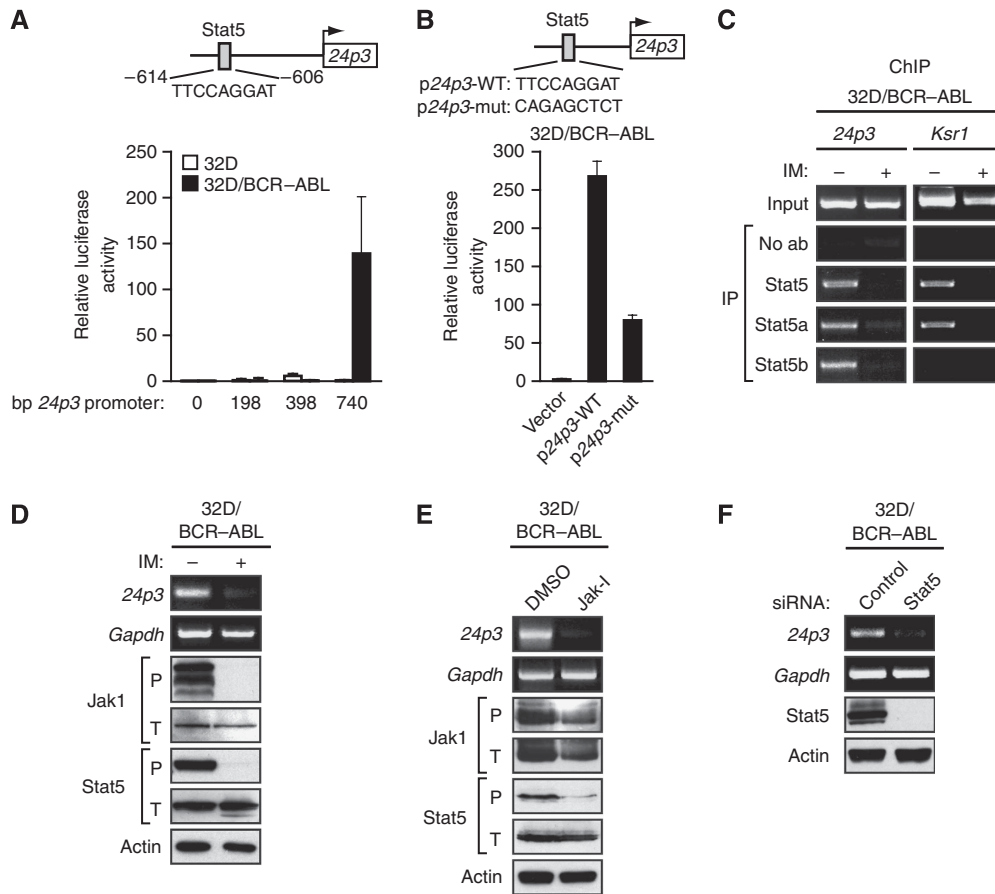 A
Stat5
24p3
–614
–606
TTCCAGGAT
32D
32D/BCR–ABL
Relative luciferase activity
250
200
150
100
50
0
bp 24p3 promoter: 0 198 398 740
B
Stat5
24p3
p24p3-WT: TTCCAGGAT
p24p3-mut: CAGAGCTCT
32D/BCR–ABL
Relative luciferase activity
300
250
200
150
100
50
0
Vector
p24p3-WT
p24p3-mut
C
ChIP
32D/BCR–ABL
24p3 Ksr1
IM: – + – +
Input
IP
No ab
Stat5
Stat5a
Stat5b
D
32D/
BCR–ABL
IM: – +
24p3
Gapdh
Jak1
P
T
Stat5
P
T
Actin
E
32D/
BCR–ABL
DMSO
Jak-I
24p3
Gapdh
Jak1
P
T
Stat5
P
T
Actin
F
32D/
BCR–ABL
siRNA: Control Stat5
24p3
Gapdh
Stat5
Actin